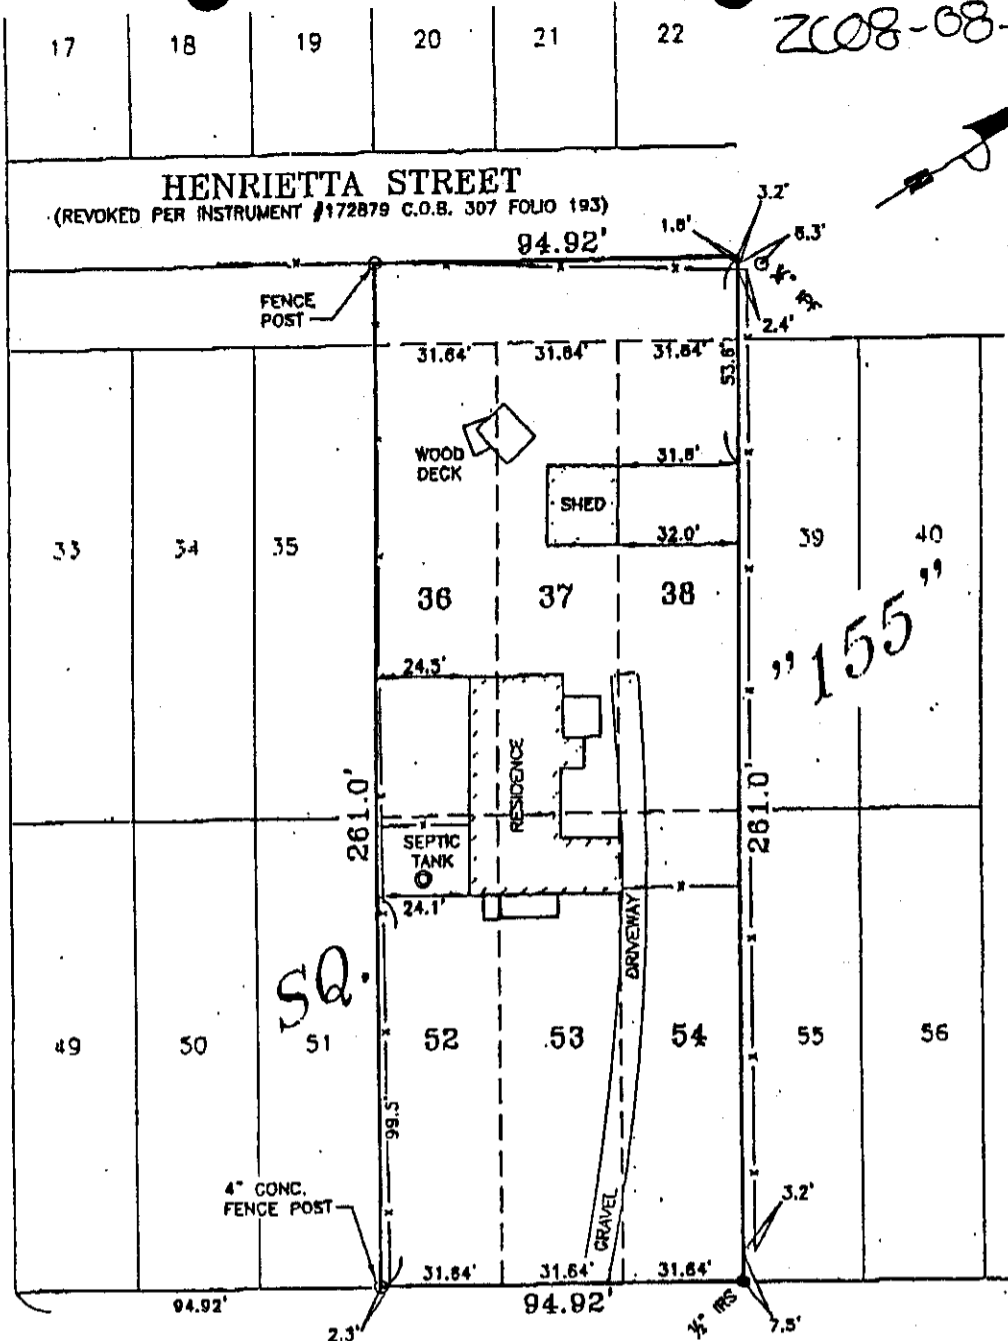 ZC08-08-
17 18 19 20 21 22
HENRIETTA STREET
(REVOKED PER INSTRUMENT #172879 C.O.B. 307 FOLIO 193)
94.92'
1.8'
3.2'
6.3'
2.4'
N
FENCE
POST
31.64' 31.64' 31.64'
53.8'
WOOD
DECK
31.8'
SHED
32.0'
33 34 35
36 37 38
39 40
"155"
24.5'
RESIDENCE
261.0'
261.0'
SEPTIC
TANK
24.1'
DRIVEWAY
SQ.
49 50 51 52 53 54 55 56
99.5'
4" CONC.
FENCE POST
GRAVEL
3.2'
31.64' 31.64' 31.64'
94.92'
94.92'
2.3'
½" IRS
7.5'